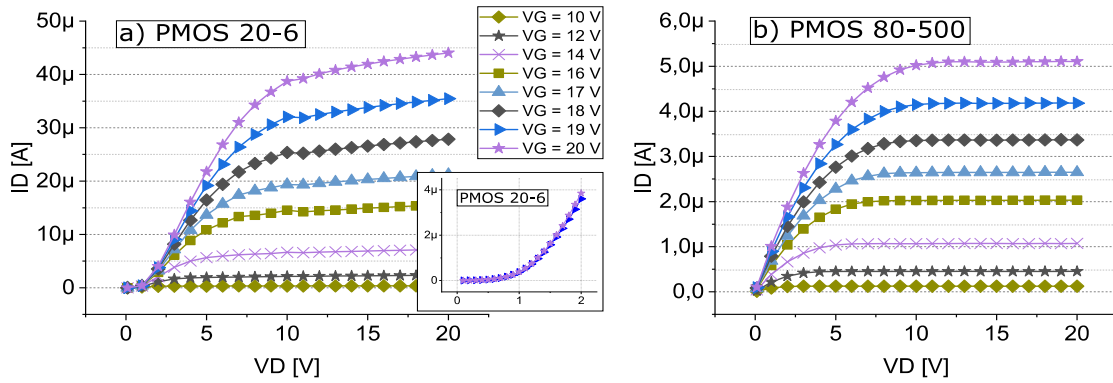 a) PMOS 20-6
ID [A]
50µ
40µ
30µ
20µ
10µ
0
0
5
10
15
20
VD [V]
VG = 10 V
VG = 12 V
VG = 14 V
VG = 16 V
VG = 17 V
VG = 18 V
VG = 19 V
VG = 20 V
PMOS 20-6
4µ
2µ
0
0
1
2
b) PMOS 80-500
ID [A]
6,0µ
5,0µ
4,0µ
3,0µ
2,0µ
1,0µ
0,0
0
5
10
15
20
VD [V]